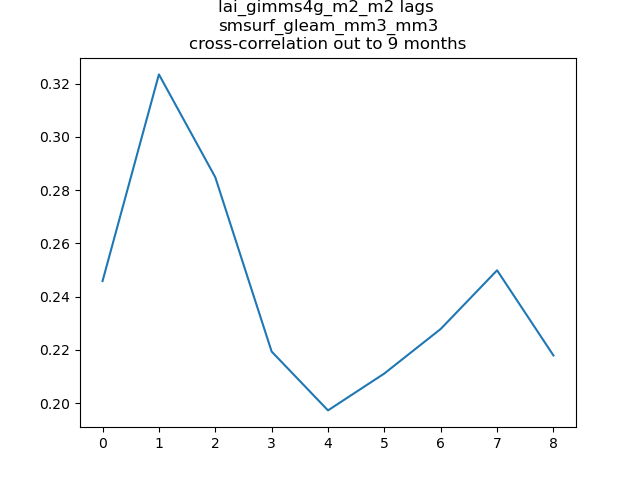 lai_gimms4g_m2_m2 lags
smsurf_gleam_mm3_mm3
cross-correlation out to 9 months
0.32
0.30
0.28
0.26
0.24
0.22
0.20
0 1 2 3 4 5 6 7 8